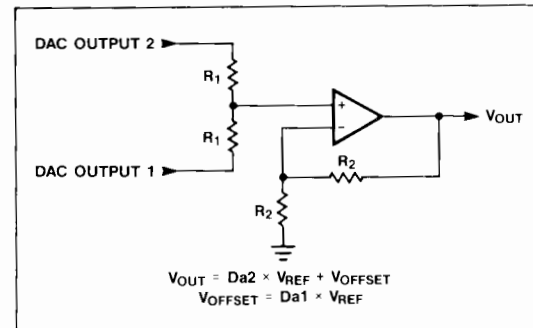 DAC OUTPUT 2
R1
R1
DAC OUTPUT 1
+
−
VOUT
R2
R2
VOUT = Da2 × VREF + VOFFSET
VOFFSET = Da1 × VREF